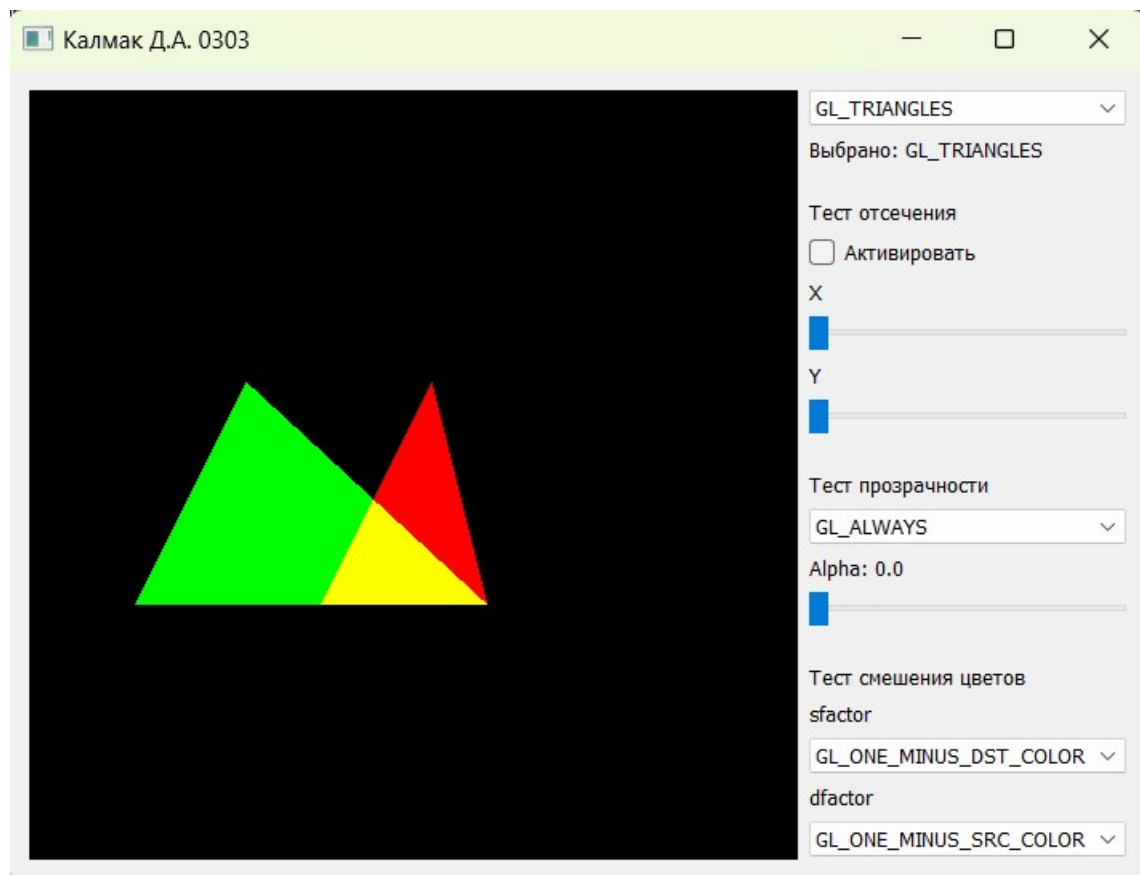 Калмак Д.А. 0303
GL_TRIANGLES
Выбрано: GL_TRIANGLES
Тест отсечения
Активировать
X
Y
Тест прозрачности
GL_ALWAYS
Alpha: 0.0
Тест смешения цветов
sfactor
GL_ONE_MINUS_DST_COLOR
dfactor
GL_ONE_MINUS_SRC_COLOR